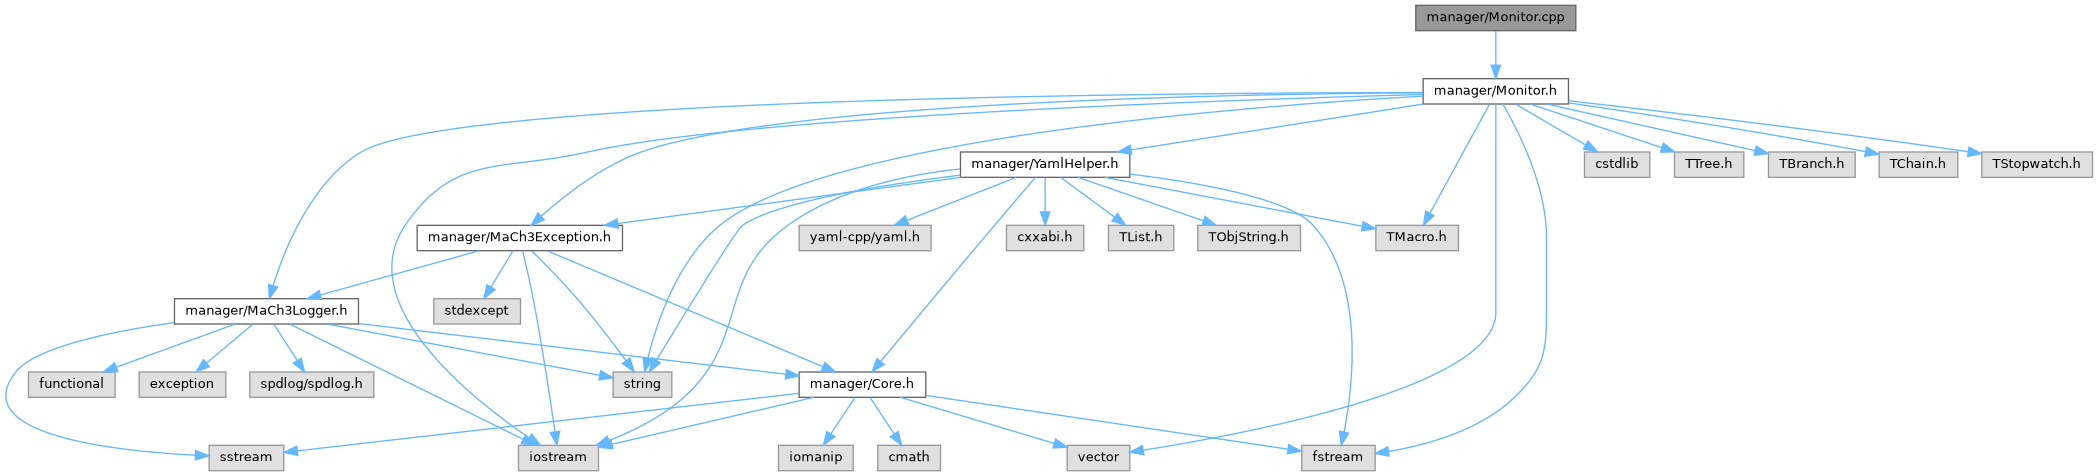 manager/Monitor.cpp
manager/Monitor.h
manager/YamlHelper.h
cstdlib
TTree.h
TBranch.h
TChain.h
TStopwatch.h
manager/MaCh3Exception.h
yaml-cpp/yaml.h
cxxabi.h
TList.h
TObjString.h
TMacro.h
manager/MaCh3Logger.h
stdexcept
functional
exception
spdlog/spdlog.h
string
manager/Core.h
sstream
iostream
iomanip
cmath
vector
fstream